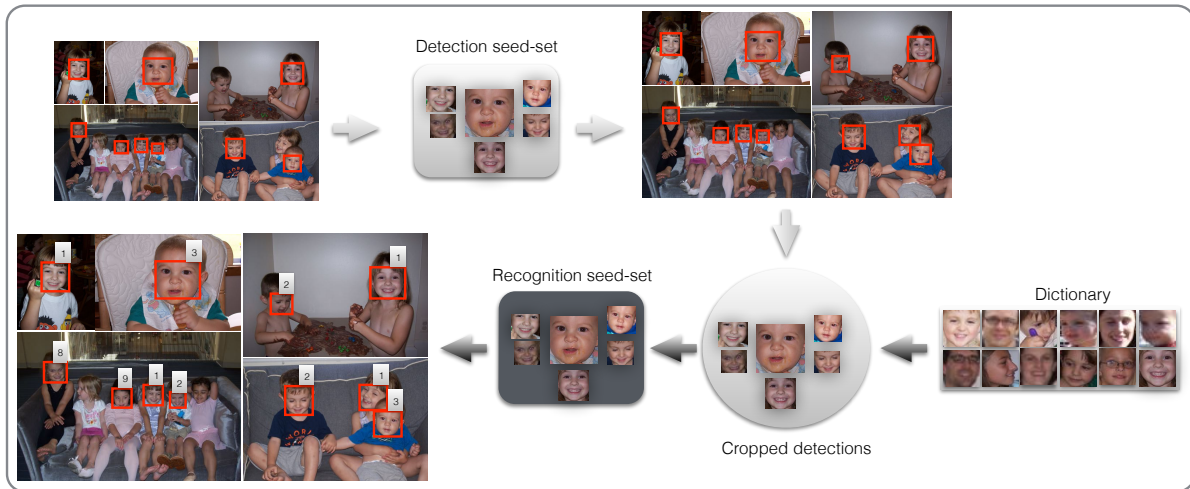 Detection seed-set
Recognition seed-set
Dictionary
Cropped detections
1
3
2
1
8
9
1
2
2
1
3